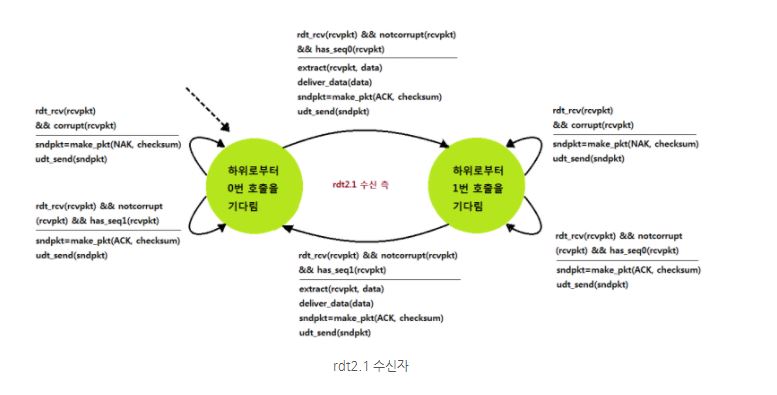 rdt_rcv(rcvpkt) && notcorrupt(rcvpkt)
&& has_seq0(rcvpkt)
extract(rcvpkt, data)
deliver_data(data)
sndpkt=make_pkt(ACK, checksum)
udt_send(sndpkt)
rdt_rcv(rcvpkt)
&& corrupt(rcvpkt)
sndpkt=make_pkt(NAK, checksum)
udt_send(sndpkt)
rdt_rcv(rcvpkt)
&& corrupt(rcvpkt)
sndpkt=make_pkt(NAK, checksum)
udt_send(sndpkt)
하위로부터
0번 호출을
기다림
rdt2.1 수신 측
하위로부터
1번 호출을
기다림
rdt_rcv(rcvpkt) && notcorrupt
(rcvpkt) && has_seq1(rcvpkt)
sndpkt=make_pkt(ACK, checksum)
udt_send(sndpkt)
rdt_rcv(rcvpkt) && notcorrupt
(rcvpkt) && has_seq0(rcvpkt)
sndpkt=make_pkt(ACK, checksum)
udt_send(sndpkt)
rdt_rcv(rcvpkt) && notcorrupt(rcvpkt)
&& has_seq1(rcvpkt)
extract(rcvpkt, data)
deliver_data(data)
sndpkt=make_pkt(ACK, checksum)
udt_send(sndpkt)
rdt2.1 수신자